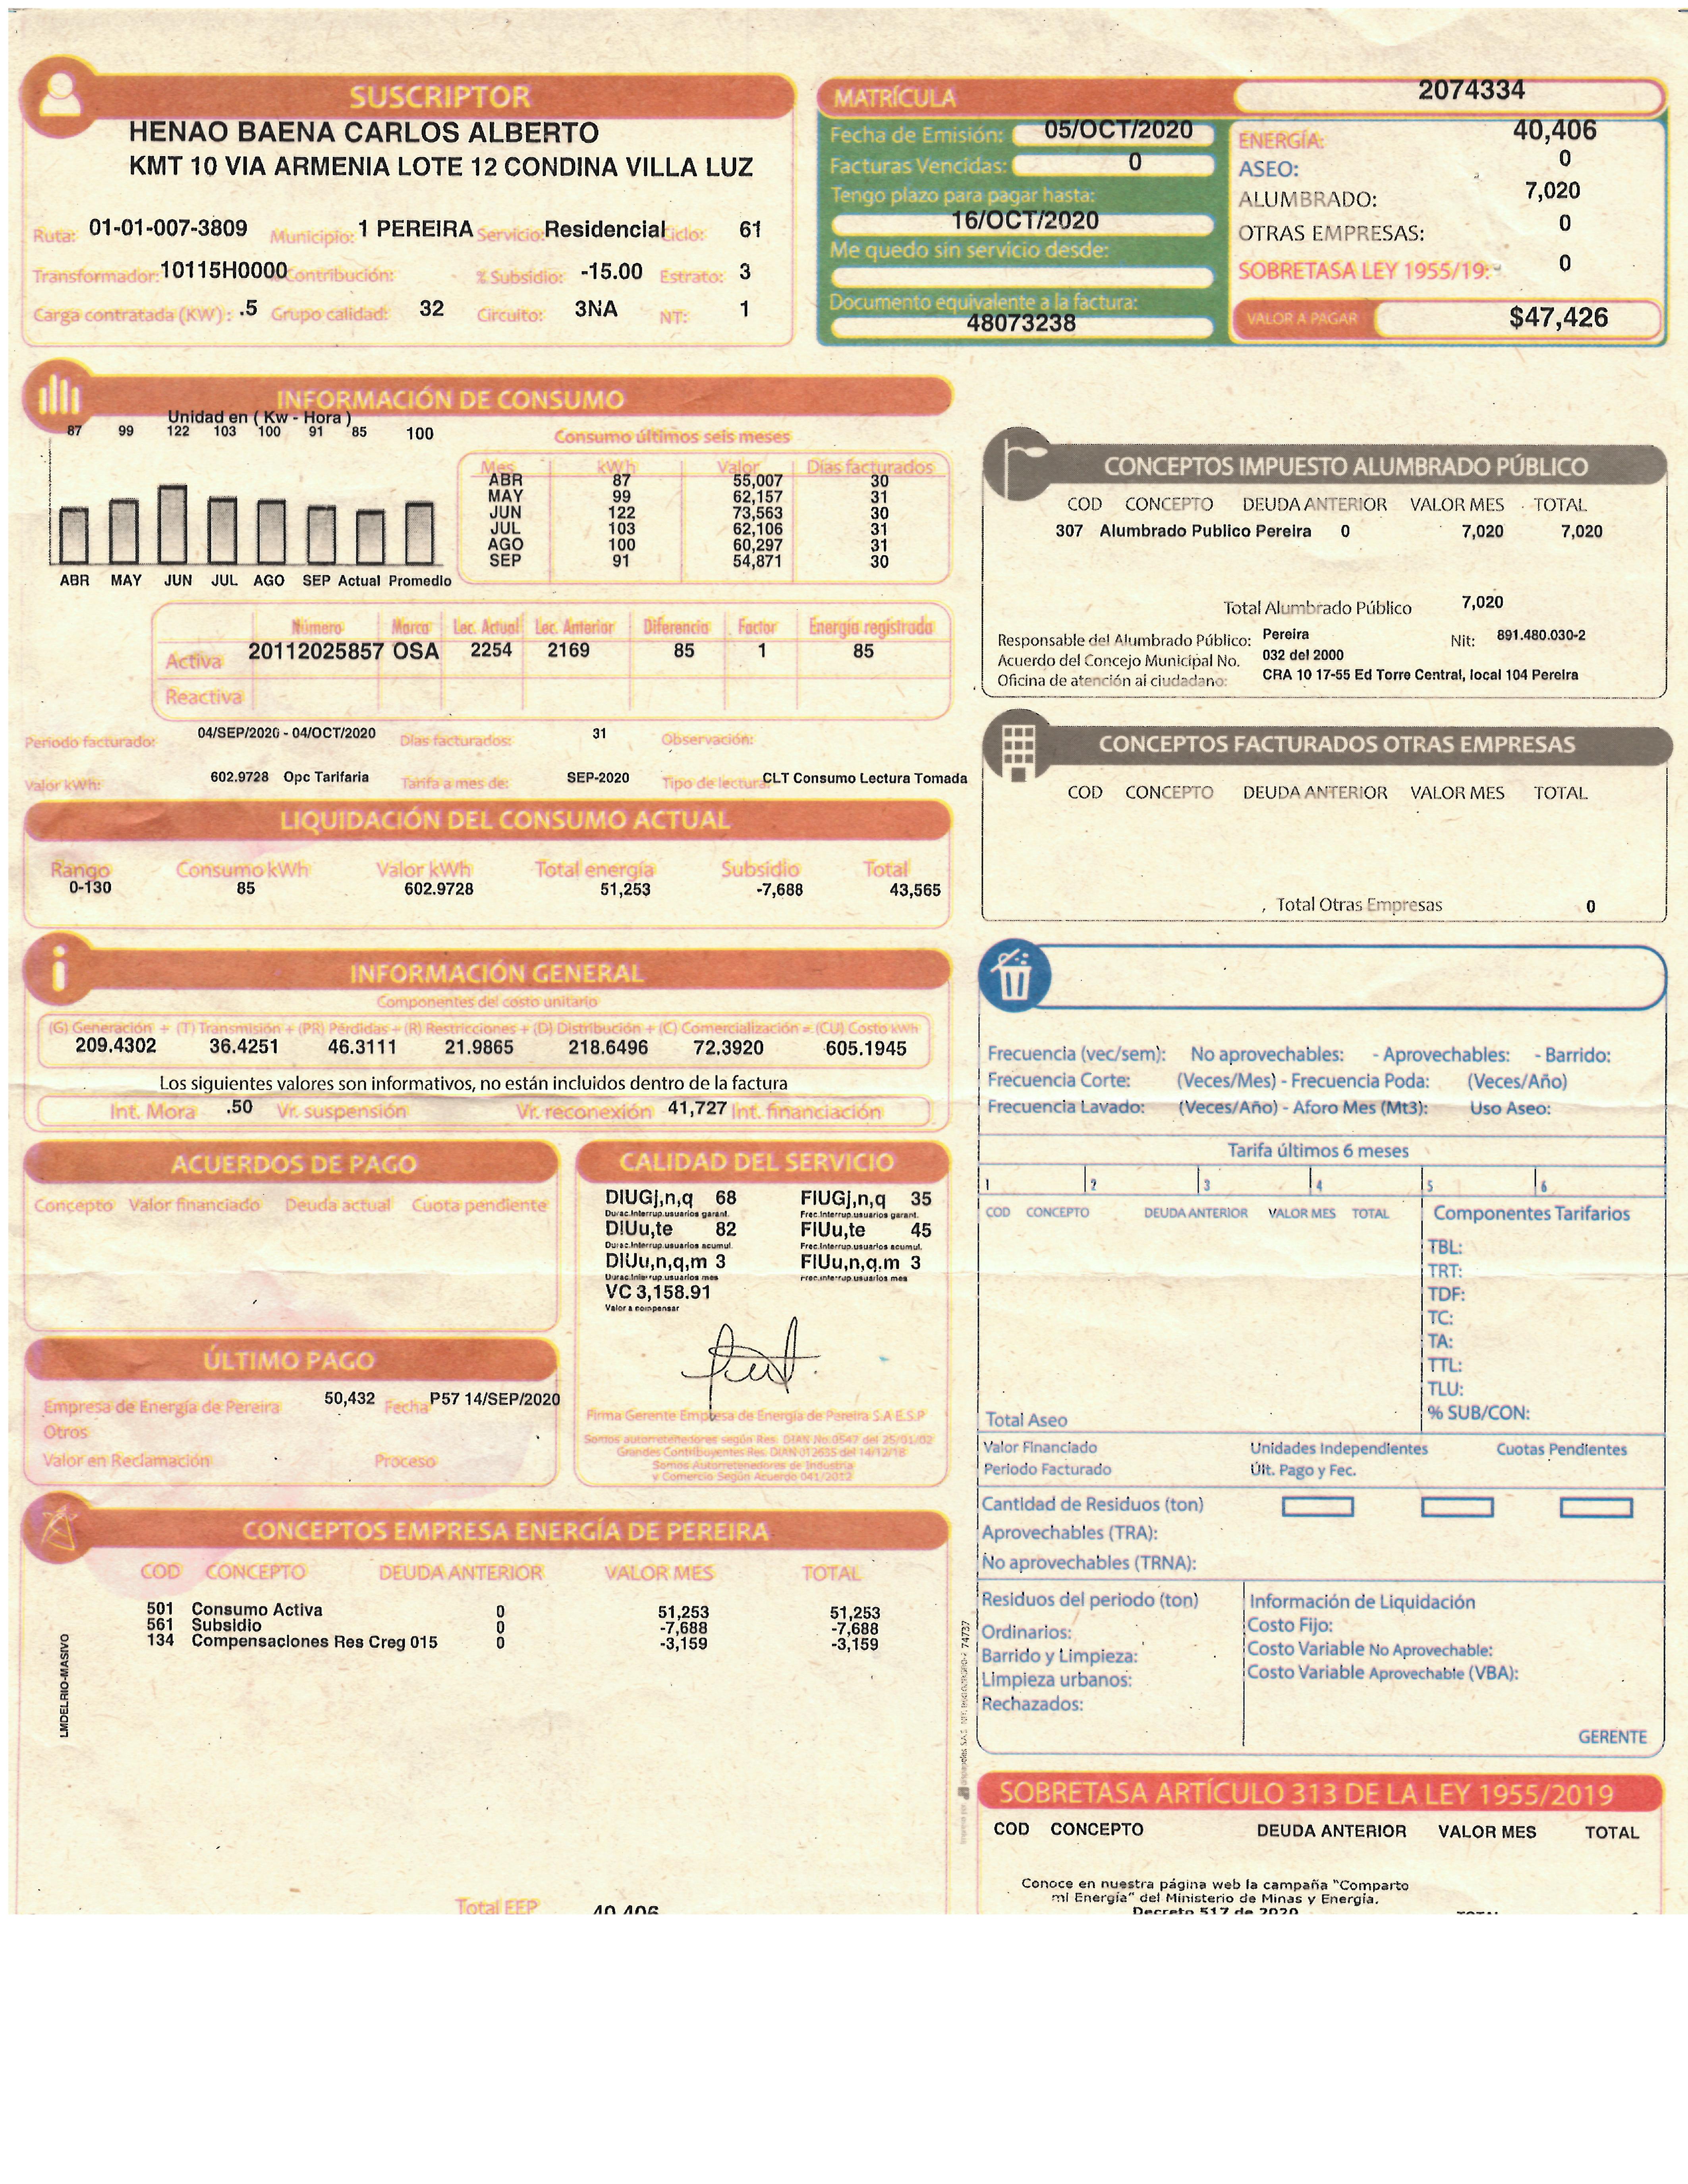 SUSCRIPTOR
HENAO BAENA CARLOS ALBERTO
KMT 10 VIA ARMENIA LOTE 12 CONDINA VILLA LUZ
Ruta: 01-01-007-3809 Municipio: 1 PEREIRA Servicio: Residencial Ciclo: 61
Transformador: 10115H0000 Contribución: % Subsidio: -15.00 Estrato: 3
Carga contratada (KW) : .5 Grupo calidad: 32 Circuito: 3NA NT: 1
MATRÍCULA 2074334
Fecha de Emisión: 05/OCT/2020
Facturas Vencidas: 0
Tengo plazo para pagar hasta:
16/OCT/2020
Me quedo sin servicio desde:
Documento equivalente a la factura:
48073238
ENERGÍA: 40,406
ASEO: 0
ALUMBRADO: 7,020
OTRAS EMPRESAS: 0
SOBRETASA LEY 1955/19: 0
VALOR A PAGAR $47,426
INFORMACIÓN DE CONSUMO
Unidad en ( Kw - Hora )
87 99 122 103 100 91 85 100
ABR MAY JUN JUL AGO SEP Actual Promedio
Consumo últimos seis meses
Mes kWh Valor Días facturados
ABR 87 55,007 30
MAY 99 62,157 31
JUN 122 73,563 30
JUL 103 62,106 31
AGO 100 60,297 31
SEP 91 54,871 30
Número Marca Lec. Actual Lec. Anterior Diferencia Factor Energía registrada
Activa 20112025857 OSA 2254 2169 85 1 85
Reactiva
Periodo facturado: 04/SEP/2020 - 04/OCT/2020 Días facturados: 31 Observación:
Valor kWh: 602.9728 Opc Tarifaria Tarifa a mes de: SEP-2020 Tipo de lectura: CLT Consumo Lectura Tomada
LIQUIDACIÓN DEL CONSUMO ACTUAL
Rango Consumo kWh Valor kWh Total energía Subsidio Total
0-130 85 602.9728 51,253 -7,688 43,565
INFORMACIÓN GENERAL
Componentes del costo unitario
(G) Generación + (T) Transmisión + (PR) Pérdidas + (R) Restricciones + (D) Distribución + (C) Comercialización = (CU) Costo kWh
209.4302 36.4251 46.3111 21.9865 218.6496 72.3920 605.1945
Los siguientes valores son informativos, no están incluidos dentro de la factura
Int. Mora .50 Vr. suspensión Vr. reconexión 41,727 Int. financiación
ACUERDOS DE PAGO
Concepto Valor financiado Deuda actual Cuota pendiente
ÚLTIMO PAGO
Empresa de Energía de Pereira 50,432 Fecha P57 14/SEP/2020
Otros
Valor en Reclamación Proceso
CALIDAD DEL SERVICIO
DIUGj,n,q 68 FIUGj,n,q 35
Durac.Interrup.usuarios garant. Frec.Interrup.usuarios garant.
DIUu,te 82 FIUu,te 45
Durac.Interrup.usuarios acumul. Frec.Interrup.usuarios acumul.
DIUu,n,q,m 3 FIUu,n,q.m 3
Durac.Interrup.usuarios mes Frec.Interrup.usuarios mes
VC 3,158.91
Valor a compensar
Firma Gerente Empresa de Energía de Pereira S.A E.S.P
Somos autorretenedores según Res. DIAN No.0547 del 25/01/02
Grandes Contribuyentes Res. DIAN 012635 del 14/12/18
Somos Autorretenedores de Industria
y Comercio Según Acuerdo 041/2012
CONCEPTOS EMPRESA ENERGÍA DE PEREIRA
COD CONCEPTO DEUDA ANTERIOR VALOR MES TOTAL
501 Consumo Activa 0 51,253 51,253
561 Subsidio 0 -7,688 -7,688
134 Compensaciones Res Creg 015 0 -3,159 -3,159
LMDELRIO-MASIVO
Total EEP 40,406
CONCEPTOS IMPUESTO ALUMBRADO PÚBLICO
COD CONCEPTO DEUDA ANTERIOR VALOR MES TOTAL
307 Alumbrado Publico Pereira 0 7,020 7,020
Total Alumbrado Público 7,020
Responsable del Alumbrado Público: Pereira Nit: 891.480.030-2
Acuerdo del Concejo Municipal No. 032 del 2000
Oficina de atención al ciudadano: CRA 10 17-55 Ed Torre Central, local 104 Pereira
CONCEPTOS FACTURADOS OTRAS EMPRESAS
COD CONCEPTO DEUDA ANTERIOR VALOR MES TOTAL
Total Otras Empresas 0
Frecuencia (vec/sem): No aprovechables: - Aprovechables: - Barrido:
Frecuencia Corte: (Veces/Mes) - Frecuencia Poda: (Veces/Año)
Frecuencia Lavado: (Veces/Año) - Aforo Mes (Mt3): Uso Aseo:
Tarifa últimos 6 meses
1 2 3 4 5 6
COD CONCEPTO DEUDA ANTERIOR VALOR MES TOTAL Componentes Tarifarios
TBL:
TRT:
TDF:
TC:
TA:
TTL:
TLU:
Total Aseo % SUB/CON:
Valor Financiado Unidades Independientes Cuotas Pendientes
Periodo Facturado Últ. Pago y Fec.
Cantidad de Residuos (ton)
Aprovechables (TRA):
No aprovechables (TRNA):
Residuos del periodo (ton) Información de Liquidación
Ordinarios: Costo Fijo:
Barrido y Limpieza: Costo Variable No Aprovechable:
Limpieza urbanos: Costo Variable Aprovechable (VBA):
Rechazados:
GERENTE
SOBRETASA ARTÍCULO 313 DE LA LEY 1955/2019
COD CONCEPTO DEUDA ANTERIOR VALOR MES TOTAL
Conoce en nuestra página web la campaña "Comparto
mi Energía" del Ministerio de Minas y Energía.
Decreto 517 de 2020